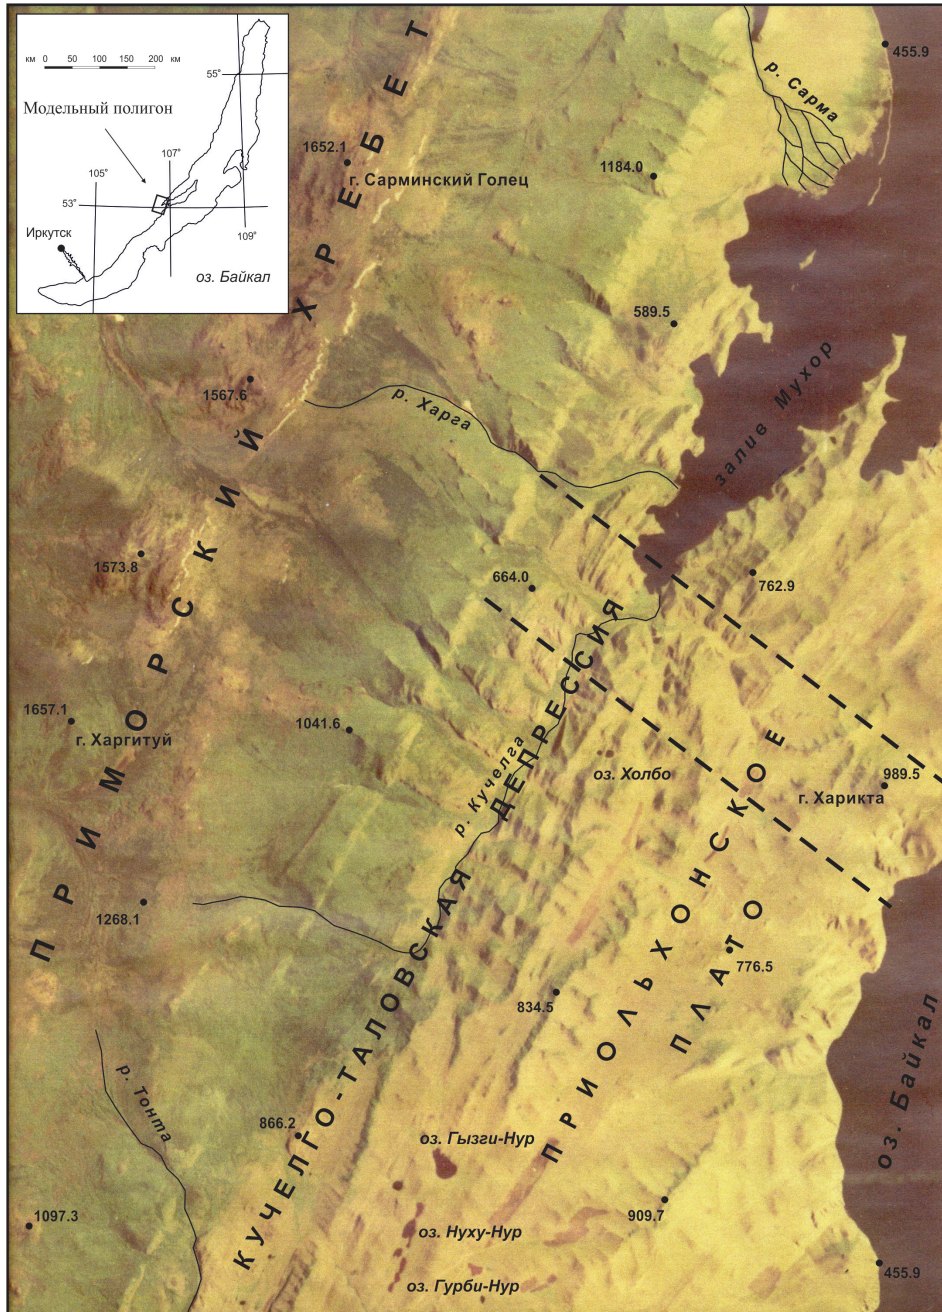 км 0 50 100 150 200 км
55°
Модельный полигон
107°
105°
53°
109°
Иркутск
оз. Байкал
455.9
р. Сарма
1652.1
г. Сарминский Голец
1184.0
589.5
залив Мухор
1567.6
р. Харга
ПРИМОРСКИЙ ХРЕБЕТ
1573.8
664.0
762.9
1657.1
г. Харгитуй
1041.6
р. Кучелга
оз. Холбо
989.5
г. Харикта
КУЧЕЛГО-ТАЛОВСКАЯ ДЕПРЕССИЯ
1268.1
776.5
834.5
ПРИОЛЬХОНСКОЕ
ПЛАТО
оз. Байкал
р. Тонта
866.2
оз. Гызги-Нур
1097.3
909.7
оз. Нуху-Нур
455.9
оз. Гурби-Нур